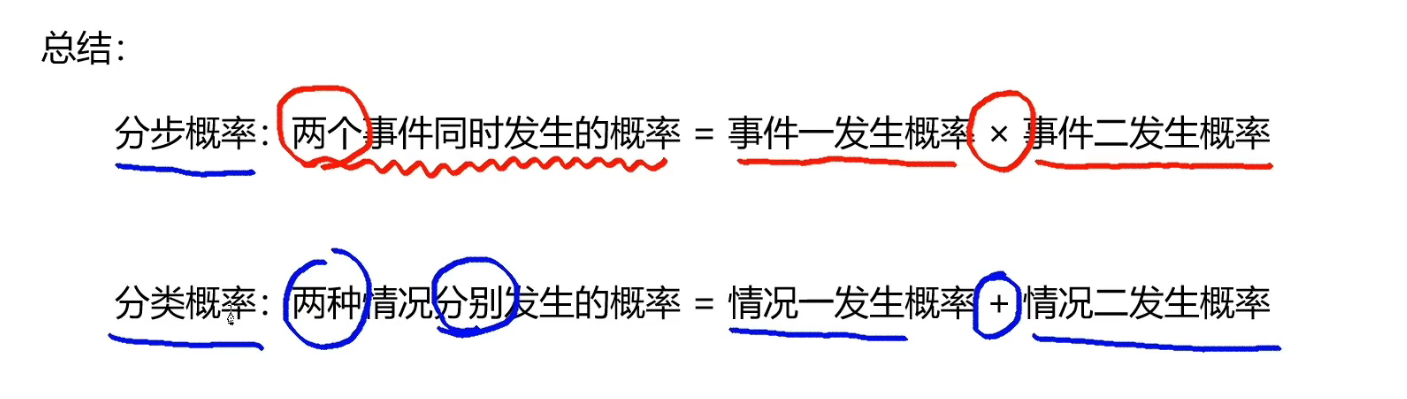 总结：
分步概率：两个事件同时发生的概率 = 事件一发生概率 × 事件二发生概率
分类概率：两种情况分别发生的概率 = 情况一发生概率 + 情况二发生概率